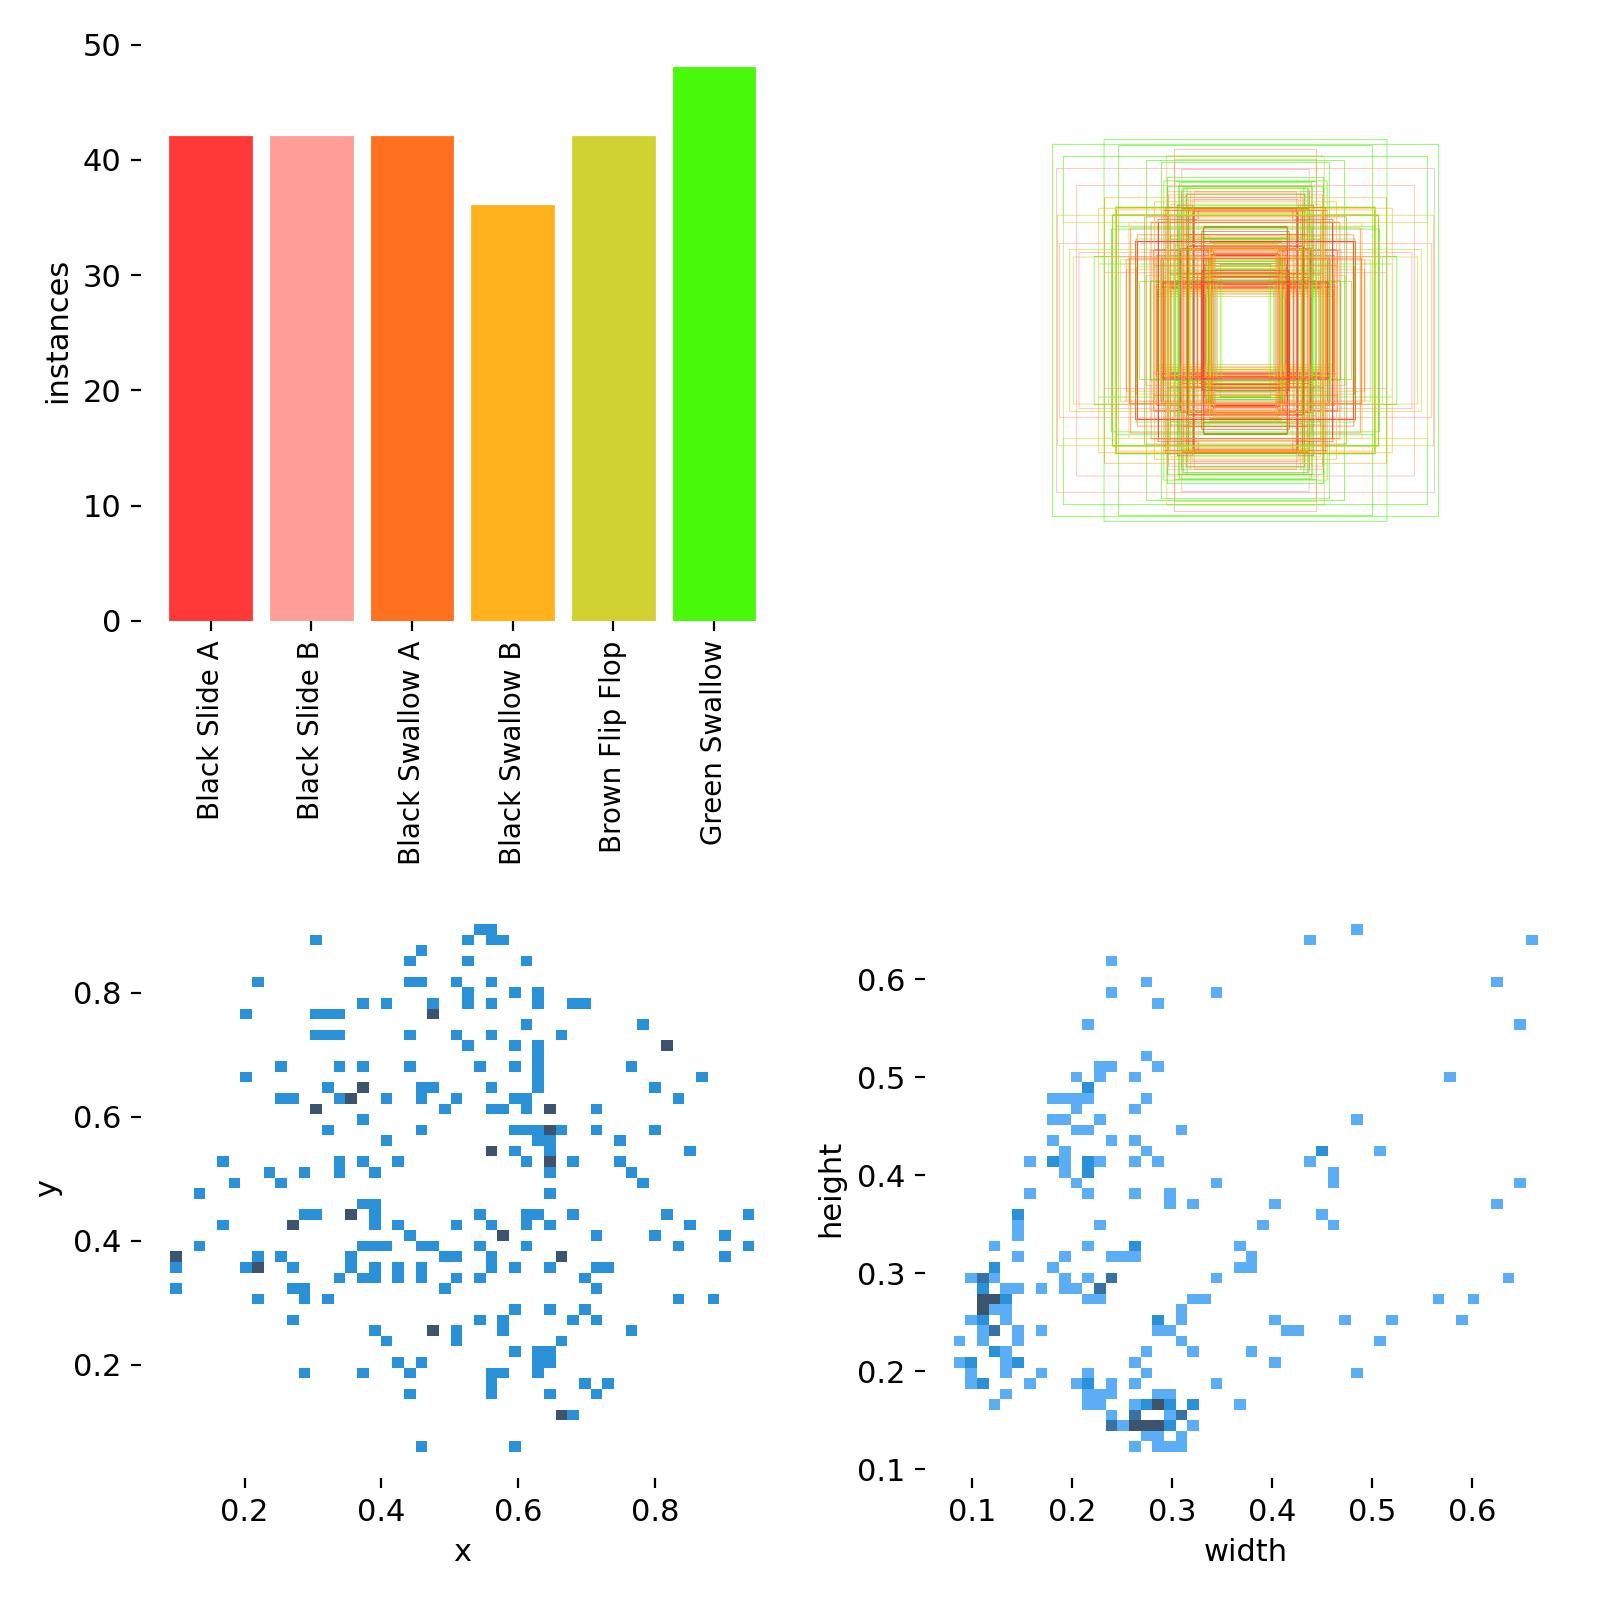 50
40
30
20
10
0
instances
Black Slide A
Black Slide B
Black Swallow A
Black Swallow B
Brown Flip Flop
Green Swallow
0.8
0.6
0.4
0.2
y
0.2 0.4 0.6 0.8
x
0.6
0.5
0.4
0.3
0.2
0.1
height
0.1 0.2 0.3 0.4 0.5 0.6
width